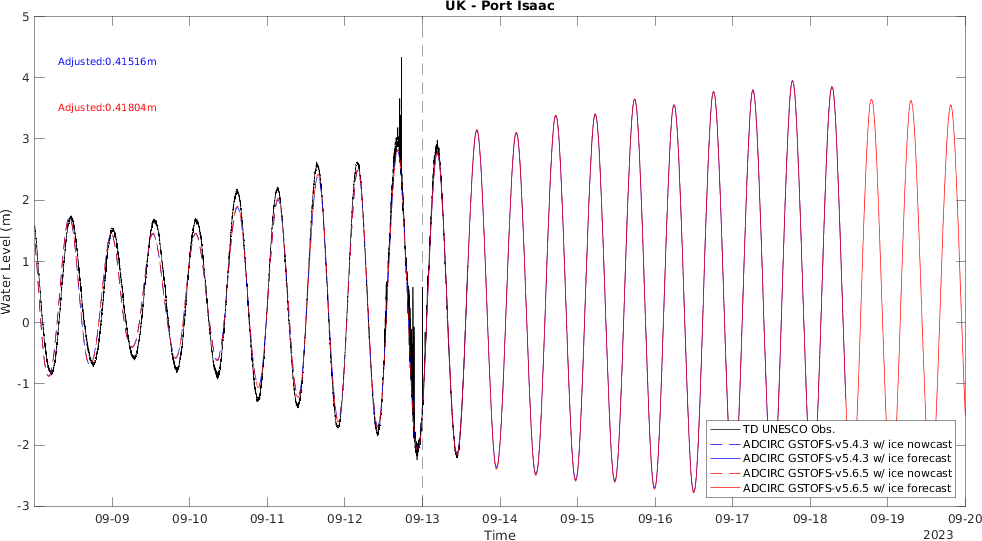 UK - Port Isaac
5
4
3
2
1
0
-1
-2
-3
Water Level (m)
Adjusted:0.41516m
Adjusted:0.41804m
TD UNESCO Obs.
ADCIRC GSTOFS-v5.4.3 w/ ice nowcast
ADCIRC GSTOFS-v5.4.3 w/ ice forecast
ADCIRC GSTOFS-v5.6.5 w/ ice nowcast
ADCIRC GSTOFS-v5.6.5 w/ ice forecast
09-09 09-10 09-11 09-12 09-13 09-14 09-15 09-16 09-17 09-18 09-19 09-20
Time
2023